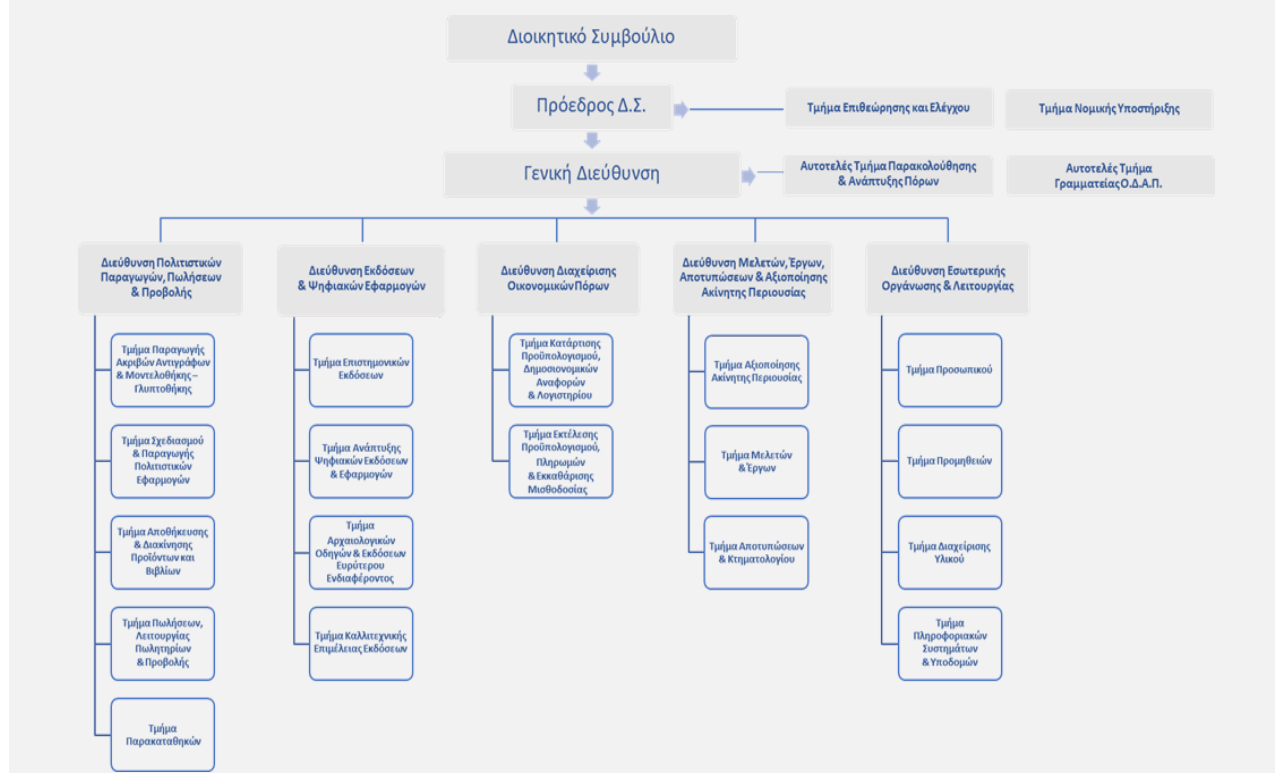 Διοικητικό Συμβούλιο
Πρόεδρος Δ.Σ.
Τμήμα Επιθεώρησης και Ελέγχου
Τμήμα Νομικής Υποστήριξης
Γενική Διεύθυνση
Αυτοτελές Τμήμα Παρακολούθησης
& Ανάπτυξης Πόρων
Αυτοτελές Τμήμα
Γραμματείας Ο.Δ.Α.Π.
Διεύθυνση Πολιτιστικών
Παραγωγών, Πωλήσεων
& Προβολής
Τμήμα Παραγωγής
Ακριβών Αντιγράφων
& Μοντελοθήκης –
Γλυπτοθήκης
Τμήμα Σχεδιασμού
& Παραγωγής
Πολιτιστικών
Εφαρμογών
Τμήμα Αποθήκευσης
& Διακίνησης
Προϊόντων και
Βιβλίων
Τμήμα Πωλήσεων,
Λειτουργίας
Πωλητηρίων
& Προβολής
Τμήμα
Παρακαταθηκών
Διεύθυνση Εκδόσεων
& Ψηφιακών Εφαρμογών
Τμήμα Επιστημονικών
Εκδόσεων
Τμήμα Ανάπτυξης
Ψηφιακών Εκδόσεων
& Εφαρμογών
Τμήμα
Αρχαιολογικών
Οδηγών & Εκδόσεων
Ευρύτερου
Ενδιαφέροντος
Τμήμα Καλλιτεχνικής
Επιμέλειας Εκδόσεων
Διεύθυνση Διαχείρισης
Οικονομικών Πόρων
Τμήμα Κατάρτισης
Προϋπολογισμού,
Δημοσιονομικών
Αναφορών
& Λογιστηρίου
Τμήμα Εκτέλεσης
Προϋπολογισμού,
Πληρωμών
& Εκκαθάρισης
Μισθοδοσίας
Διεύθυνση Μελετών, Έργων,
Αποτυπώσεων & Αξιοποίησης
Ακίνητης Περιουσίας
Τμήμα Αξιοποίησης
Ακίνητης Περιουσίας
Τμήμα Μελετών
& Έργων
Τμήμα Αποτυπώσεων
& Κτηματολογίου
Διεύθυνση Εσωτερικής
Οργάνωσης & Λειτουργίας
Τμήμα Προσωπικού
Τμήμα Προμηθειών
Τμήμα Διαχείρισης
Υλικού
Τμήμα
Πληροφοριακών
Συστημάτων
& Υποδομών